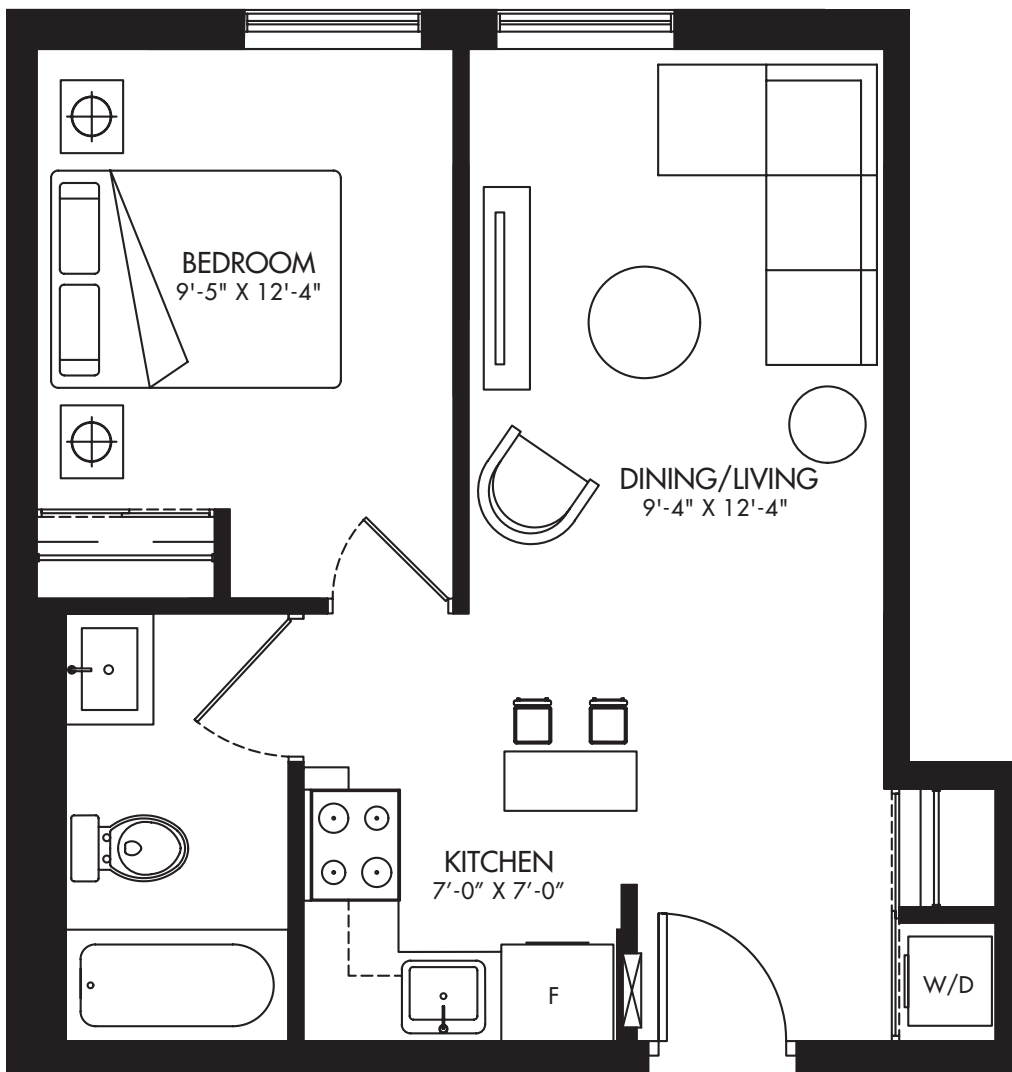 BEDROOM
9'-5" X 12'-4"
DINING/LIVING
9'-4" X 12'-4"
KITCHEN
7'-0” X 7'-0”
F
W/D